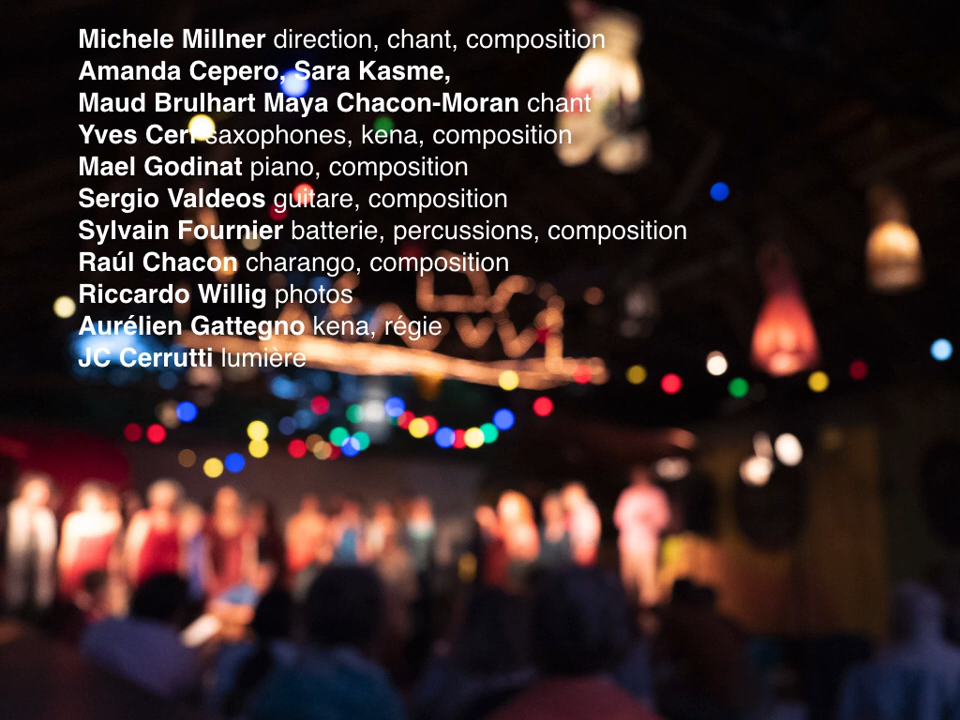 Michele Millner direction, chant, composition
Amanda Cepero, Sara Kasme,
Maud Brulhart Maya Chacon-Moran chant
Yves Cerf saxophones, kena, composition
Mael Godinat piano, composition
Sergio Valdeos guitare, composition
Sylvain Fournier batterie, percussions, composition
Raúl Chacon charango, composition
Riccardo Willig photos
Aurélien Gattegno kena, régie
JC Cerrutti lumière